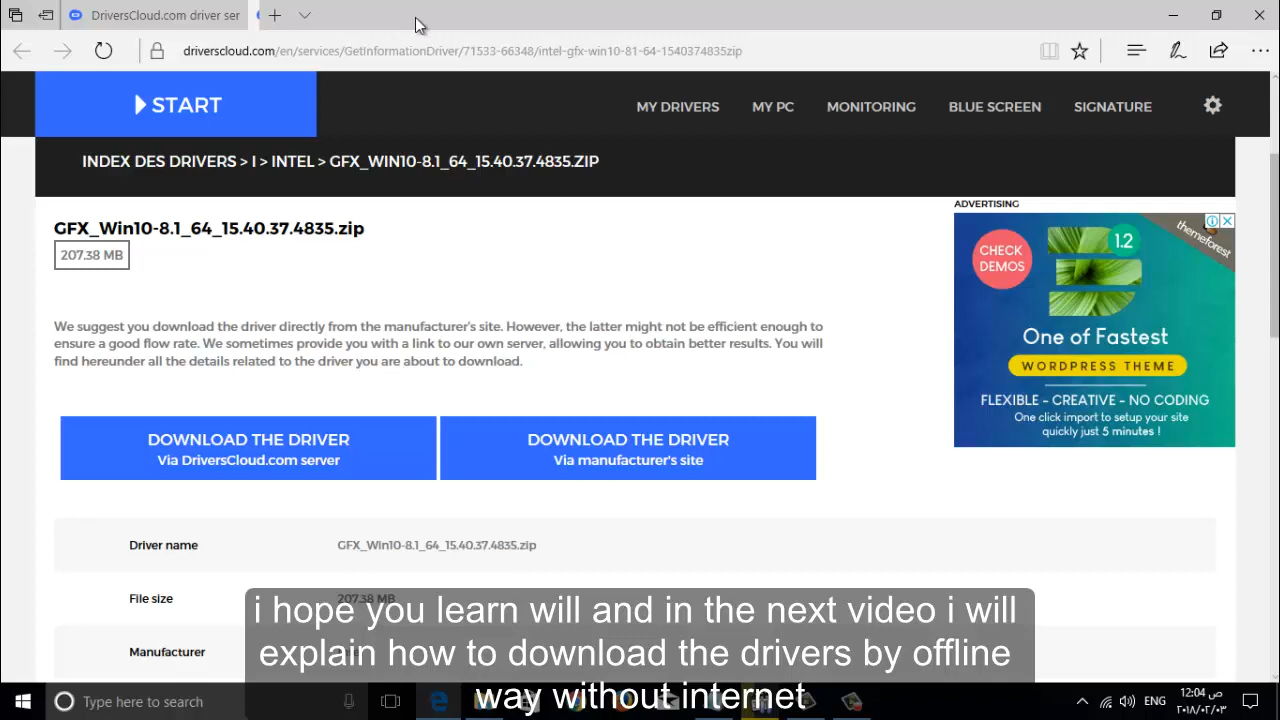 DriversCloud.com driver ser
driverscloud.com/en/services/GetInformationDriver/71533-66348/intel-gfx-win10-81-64-1540374835zip
START
MY DRIVERS
MY PC
MONITORING
BLUE SCREEN
SIGNATURE
INDEX DES DRIVERS > I > INTEL > GFX_WIN10-8.1_64_15.40.37.4835.ZIP
GFX_Win10-8.1_64_15.40.37.4835.zip
207.38 MB
We suggest you download the driver directly from the manufacturer's site. However, the latter might not be efficient enough to
ensure a good flow rate. We sometimes provide you with a link to our own server, allowing you to obtain better results. You will
find hereunder all the details related to the driver you are about to download.
DOWNLOAD THE DRIVER
Via DriversCloud.com server
DOWNLOAD THE DRIVER
Via manufacturer's site
ADVERTISING
themeforest
CHECK
DEMOS
1.2
One of Fastest
WORDPRESS THEME
FLEXIBLE - CREATIVE - NO CODING
One click import to setup your site
quickly just 5 minutes !
Driver name
GFX_Win10-8.1_64_15.40.37.4835.zip
File size
207.38 MB
Manufacturer
i hope you learn will and in the next video i will
explain how to download the drivers by offline
way without internet
Type here to search
ENG
12:04 ص
٢٠١٨/٠٢/٠٣